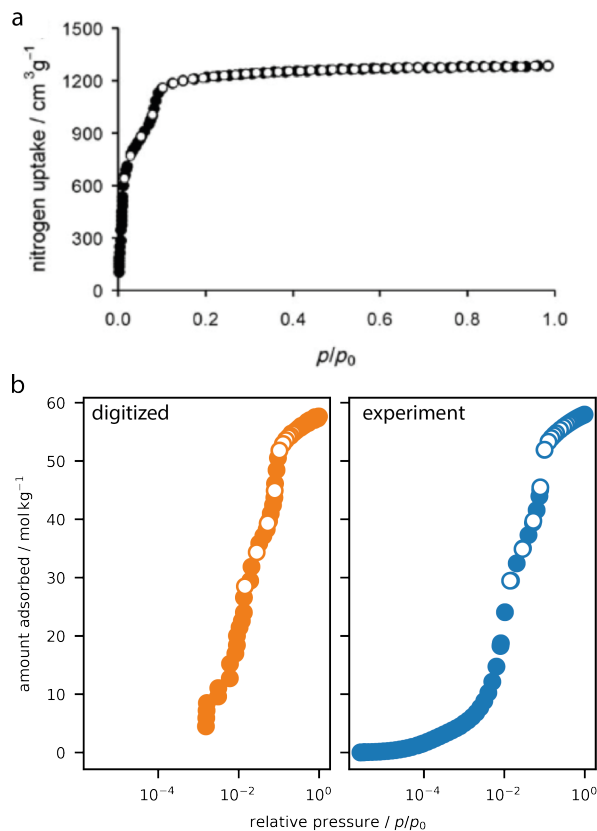 a
1500
1200
900
600
300
0
nitrogen uptake / cm³g⁻¹
0.0 0.2 0.4 0.6 0.8 1.0
p/p₀
b
digitized experiment
60
50
40
30
20
10
0
amount adsorbed / mol kg⁻¹
10⁻⁴ 10⁻² 10⁰ 10⁻⁴ 10⁻² 10⁰
relative pressure / p/p₀